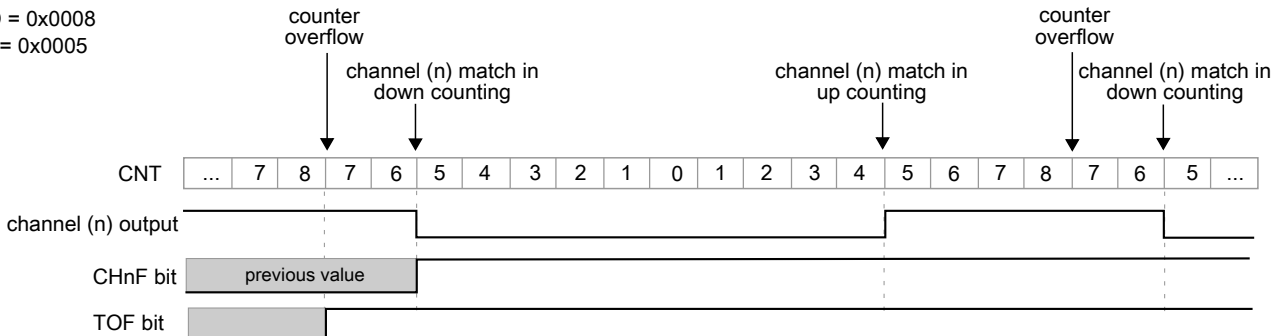 = 0x0008
= 0x0005
counter
overflow
channel (n) match in
down counting
channel (n) match in
up counting
counter
overflow
channel (n) match in
down counting
CNT ... 7 8 7 6 5 4 3 2 1 0 1 2 3 4 5 6 7 8 7 6 5 ...
channel (n) output
CHnF bit previous value
TOF bit